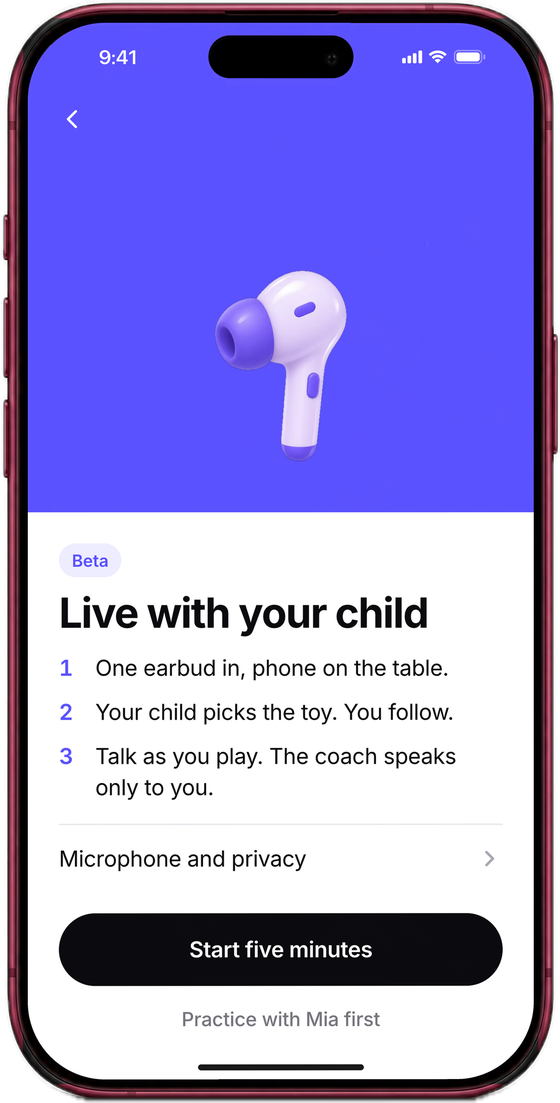 9:41
Beta
Live with your child
1 One earbud in, phone on the table.
2 Your child picks the toy. You follow.
3 Talk as you play. The coach speaks
only to you.
Microphone and privacy
Start five minutes
Practice with Mia first